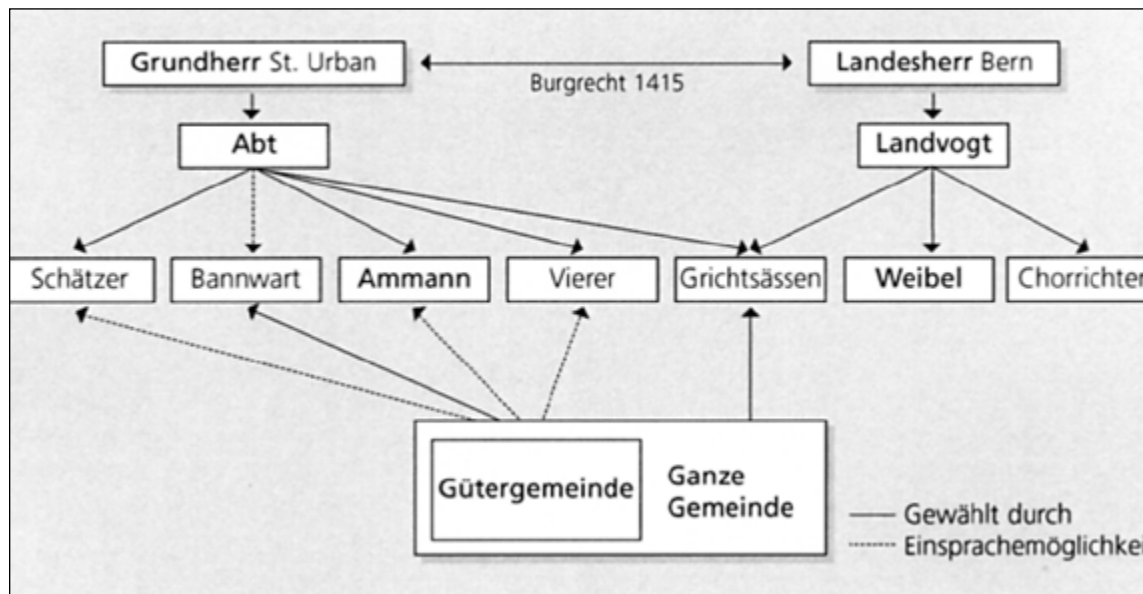 Grundherr St. Urban
Landesherr Bern
Burgrecht 1415
Abt
Landvogt
Schätzer
Bannwart
Ammann
Vierer
Grichtsässen
Weibel
Chorrichter
Gütergemeinde
Ganze
Gemeinde
Gewählt durch
Einsprachemöglichkei